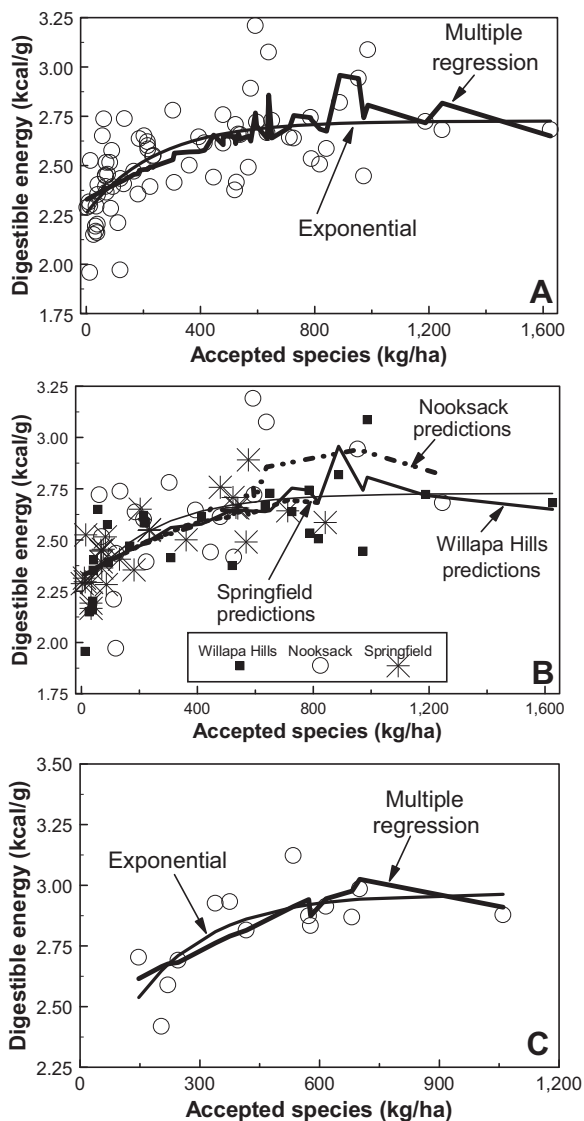 3.25
3.00
2.75
2.50
2.25
2.00
1.75
Digestible energy (kcal/g)
Multiple
regression
Exponential
A
0 400 800 1,200 1,600
Accepted species (kg/ha)
3.25
3.00
2.75
2.50
2.25
2.00
1.75
Digestible energy (kcal/g)
Nooksack
predictions
Willapa Hills
predictions
Springfield
predictions
Willapa Hills Nooksack Springfield
B
0 400 800 1,200 1,600
Accepted species (kg/ha)
3.50
3.25
3.00
2.75
2.50
2.25
Digestible energy (kcal/g)
Multiple
regression
Exponential
C
0 300 600 900 1,200
Accepted species (kg/ha)